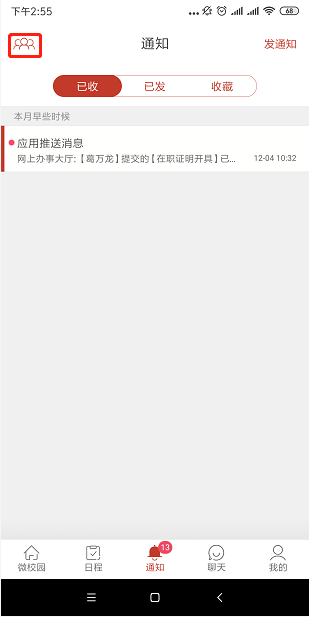 下午2:55
68
通知
发通知
已收
已发
收藏
本月早些时候
应用推送消息
网上办事大厅:【葛万龙】提交的【在职证明开具】已...
12-04 10:32
13
微校园
日程
通知
聊天
我的